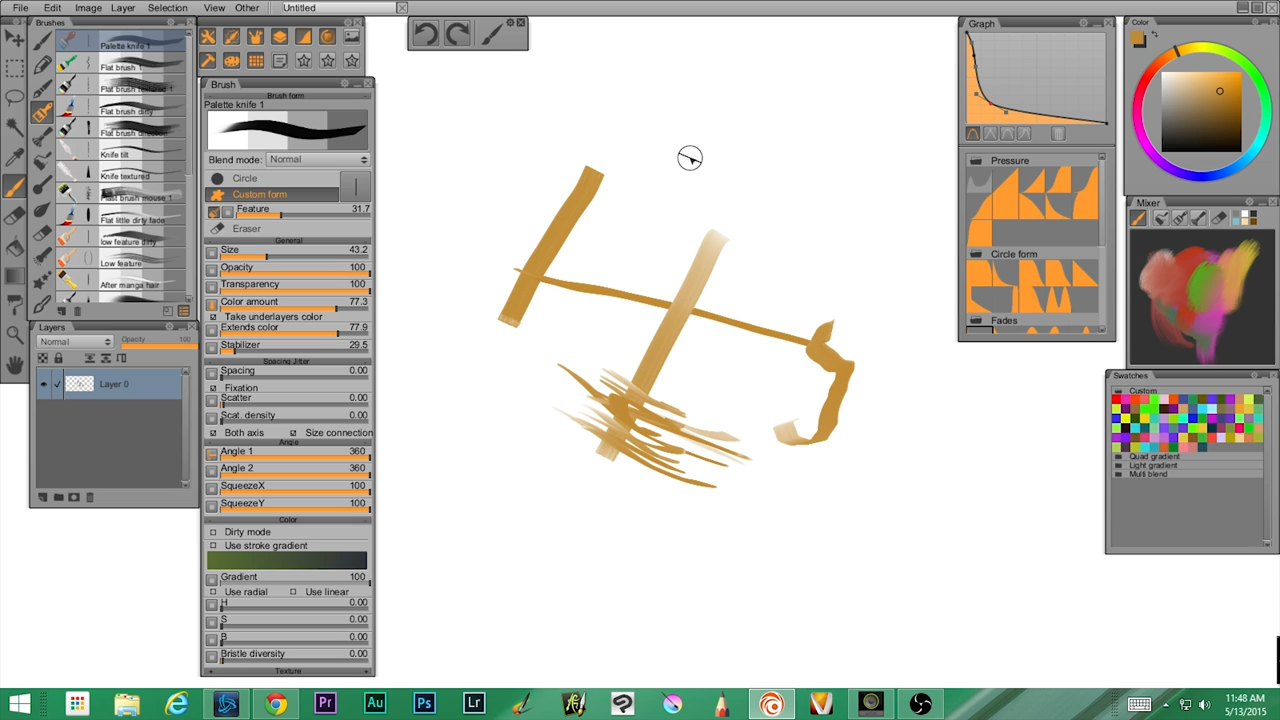 File Edit Image Layer Selection View Other Untitled
Brushes
Palette knife 1
Flat brush 1
Flat brush textured 1
Flat brush dirty
Flat brush direction
Knife tilt
Knife textured
Plast brush mouse 1
Flat little dirty fade
low feature dirty
Low feature
After manga hair
Layers
Normal
Opacity 100
Layer 0
Brush
Brush form
Palette knife 1
Blend mode: Normal
Circle
Custom form
Feature 31.7
Eraser
General
Size 43.2
Opacity 100
Transparency 100
Color amount 77.3
Take underlayers color
Extends color 77.9
Stabilizer 29.5
Spacing Jitter
Spacing 0.00
Fixation
Scatter 0.00
Scat. density 0.00
Both axis Size connection
Angle
Angle 1 360
Angle 2 360
SqueezeX 100
SqueezeY 100
Color
Dirty mode
Use stroke gradient
Gradient 100
Use radial Use linear
H 0.00
S 0.00
B 0.00
Bristle diversity 0.00
Texture
Graph
Pressure
Circle form
Fades
Color
Mixer
Swatches
Custom
Quad gradient
Light gradient
Multi blend
Pr Au Ps Lr
11:48 AM
5/13/2015